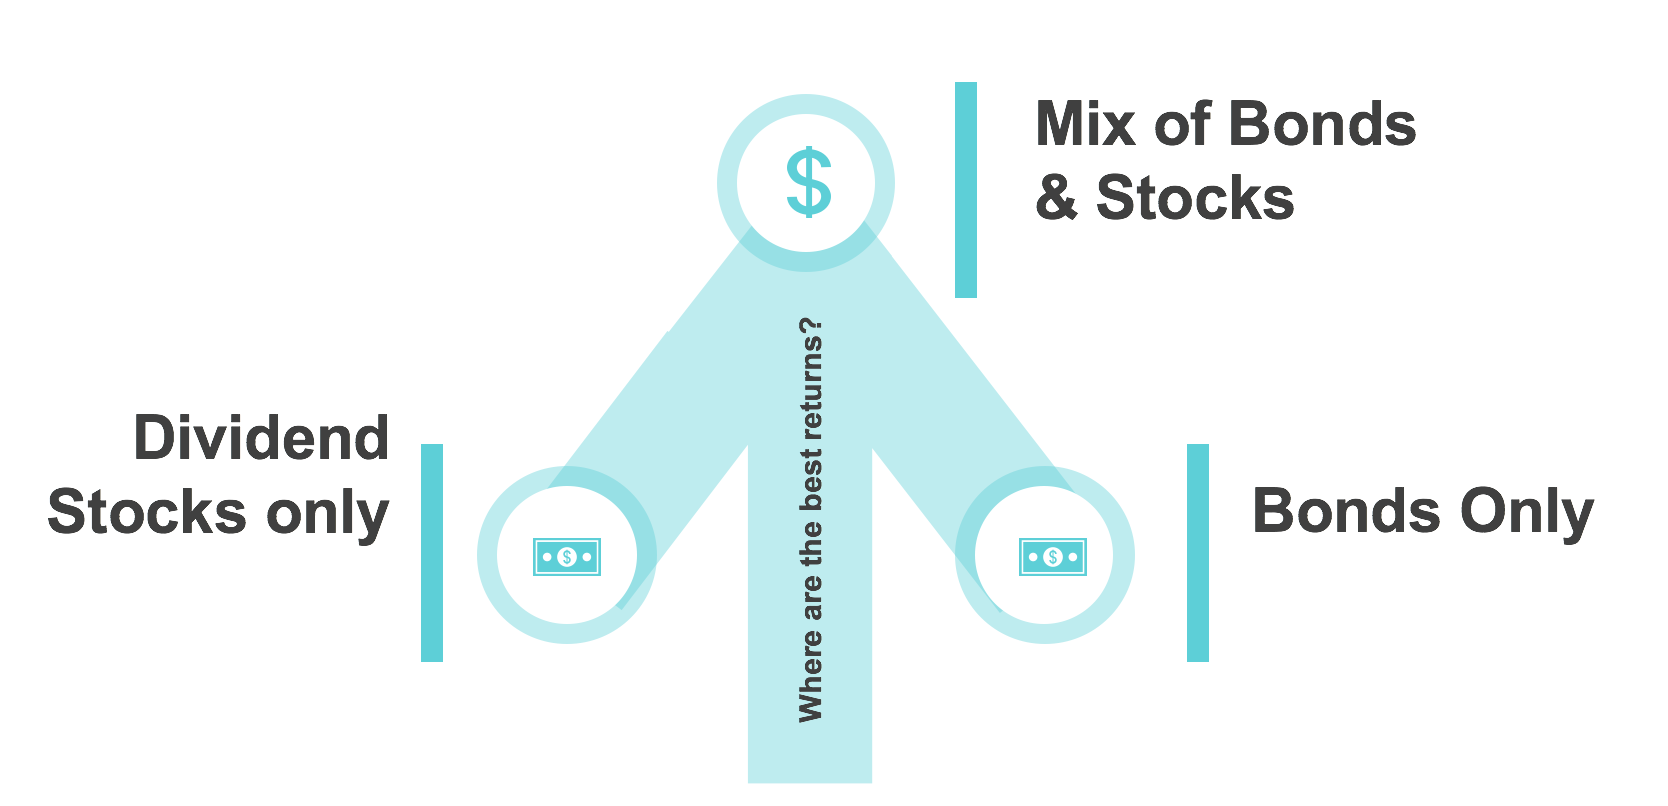 $
Mix of Bonds
& Stocks
Where are the best returns?
Dividend
Stocks only
$
$
Bonds Only